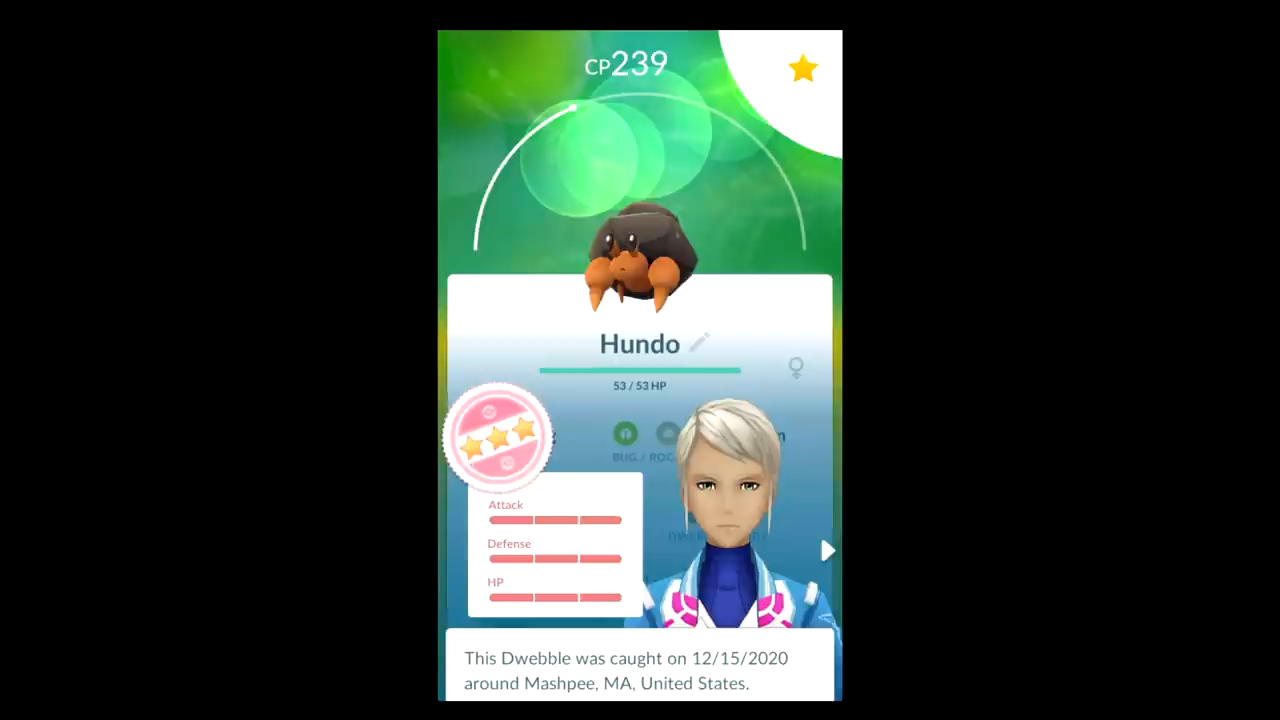 CP239
Hundo
53 / 53 HP
BUG / ROC
Attack
Defense
HP
This Dwebble was caught on 12/15/2020
around Mashpee, MA, United States.